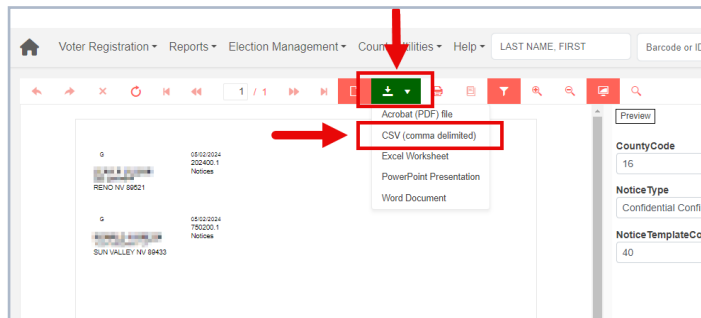 Voter Registration Reports Election Management Coun ilities Help LAST NAME, FIRST Barcode or ID
1 / 1
Acrobat (PDF) file
CSV (comma delimited)
Excel Worksheet
PowerPoint Presentation
Word Document
G 05/02/2024
202400.1
Notices
RENO NV 89521
G 05/02/2024
750200.1
Notices
SUN VALLEY NV 89433
Preview
CountyCode
16
NoticeType
Confidential Confi
NoticeTemplateCo
40